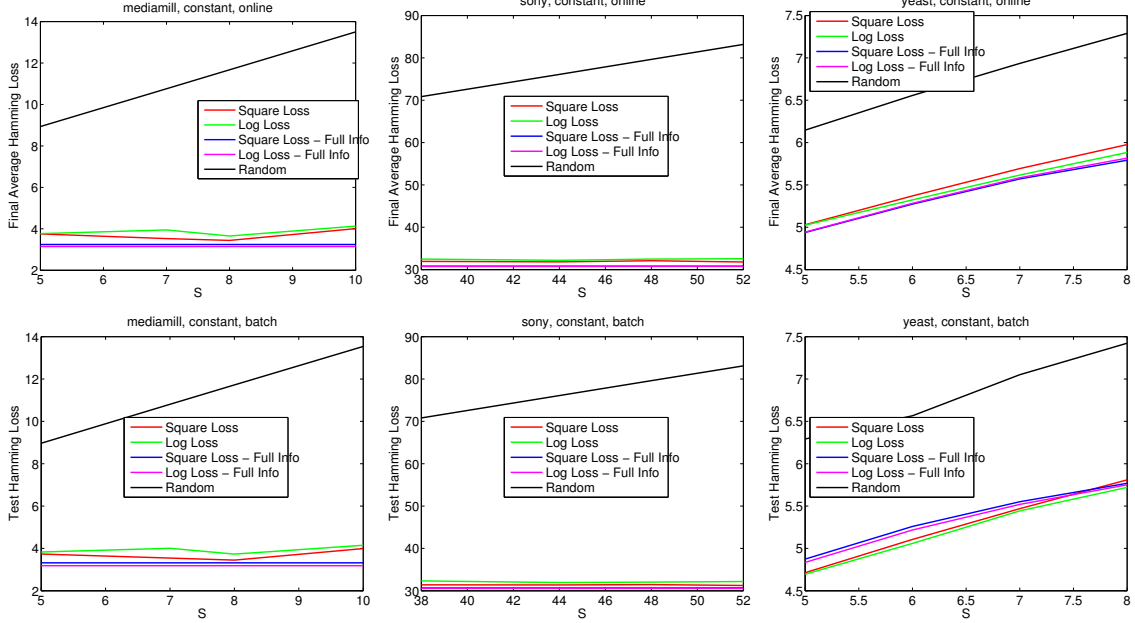 mediamill, constant, online
Final Average Hamming Loss
14
12
10
8
6
4
2
5 6 7 8 9 10
S
Square Loss
Log Loss
Square Loss – Full Info
Log Loss – Full Info
Random
sony, constant, online
Final Average Hamming Loss
90
80
70
60
50
40
30
38 40 42 44 46 48 50 52
S
Square Loss
Log Loss
Square Loss – Full Info
Log Loss – Full Info
Random
yeast, constant, online
Final Average Hamming Loss
7.5
7
6.5
6
5.5
5
4.5
5 5.5 6 6.5 7 7.5 8
S
Square Loss
Log Loss
Square Loss – Full Info
Log Loss – Full Info
Random
mediamill, constant, batch
Test Hamming Loss
14
12
10
8
6
4
2
5 6 7 8 9 10
S
Square Loss
Log Loss
Square Loss – Full Info
Log Loss – Full Info
Random
sony, constant, batch
Test Hamming Loss
90
80
70
60
50
40
30
38 40 42 44 46 48 50 52
S
Square Loss
Log Loss
Square Loss – Full Info
Log Loss – Full Info
Random
yeast, constant, batch
Test Hamming Loss
7.5
7
6.5
6
5.5
5
4.5
5 5.5 6 6.5 7 7.5 8
S
Square Loss
Log Loss
Square Loss – Full Info
Log Loss – Full Info
Random